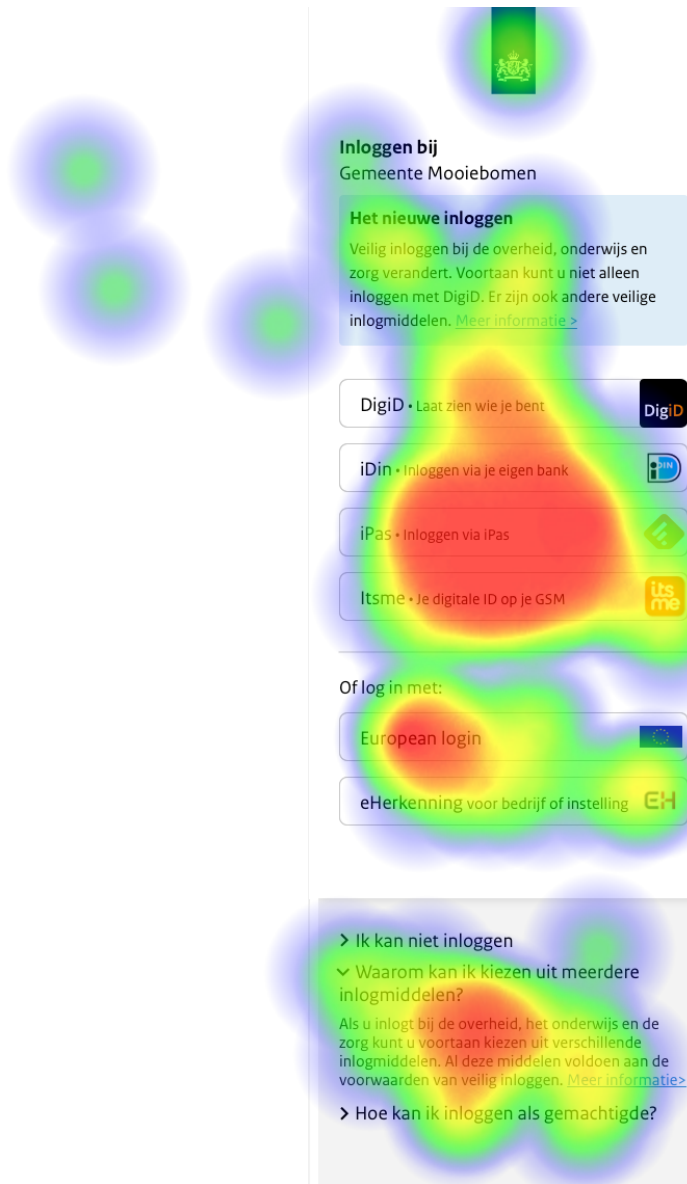 Inloggen bij
Gemeente Mooiebomen
Het nieuwe inloggen
Veilig inloggen bij de overheid, onderwijs en
zorg verandert. Voortaan kunt u niet alleen
inloggen met DigiD. Er zijn ook andere veilige
inlogmiddelen. Meer informatie >
DigiD • Laat zien wie je bent DigiD
iDin • Inloggen via je eigen bank iDIN
iPas • Inloggen via iPas
Itsme • Je digitale ID op je GSM itsme
Of log in met:
European login
eHerkenning voor bedrijf of instelling EH
Ik kan niet inloggen
Waarom kan ik kiezen uit meerdere
inlogmiddelen?
Als u inlogt bij de overheid, het onderwijs en de
zorg kunt u voortaan kiezen uit verschillende
inlogmiddelen. Al deze middelen voldoen aan de
voorwaarden van veilig inloggen. Meer informatie>
Hoe kan ik inloggen als gemachtigde?